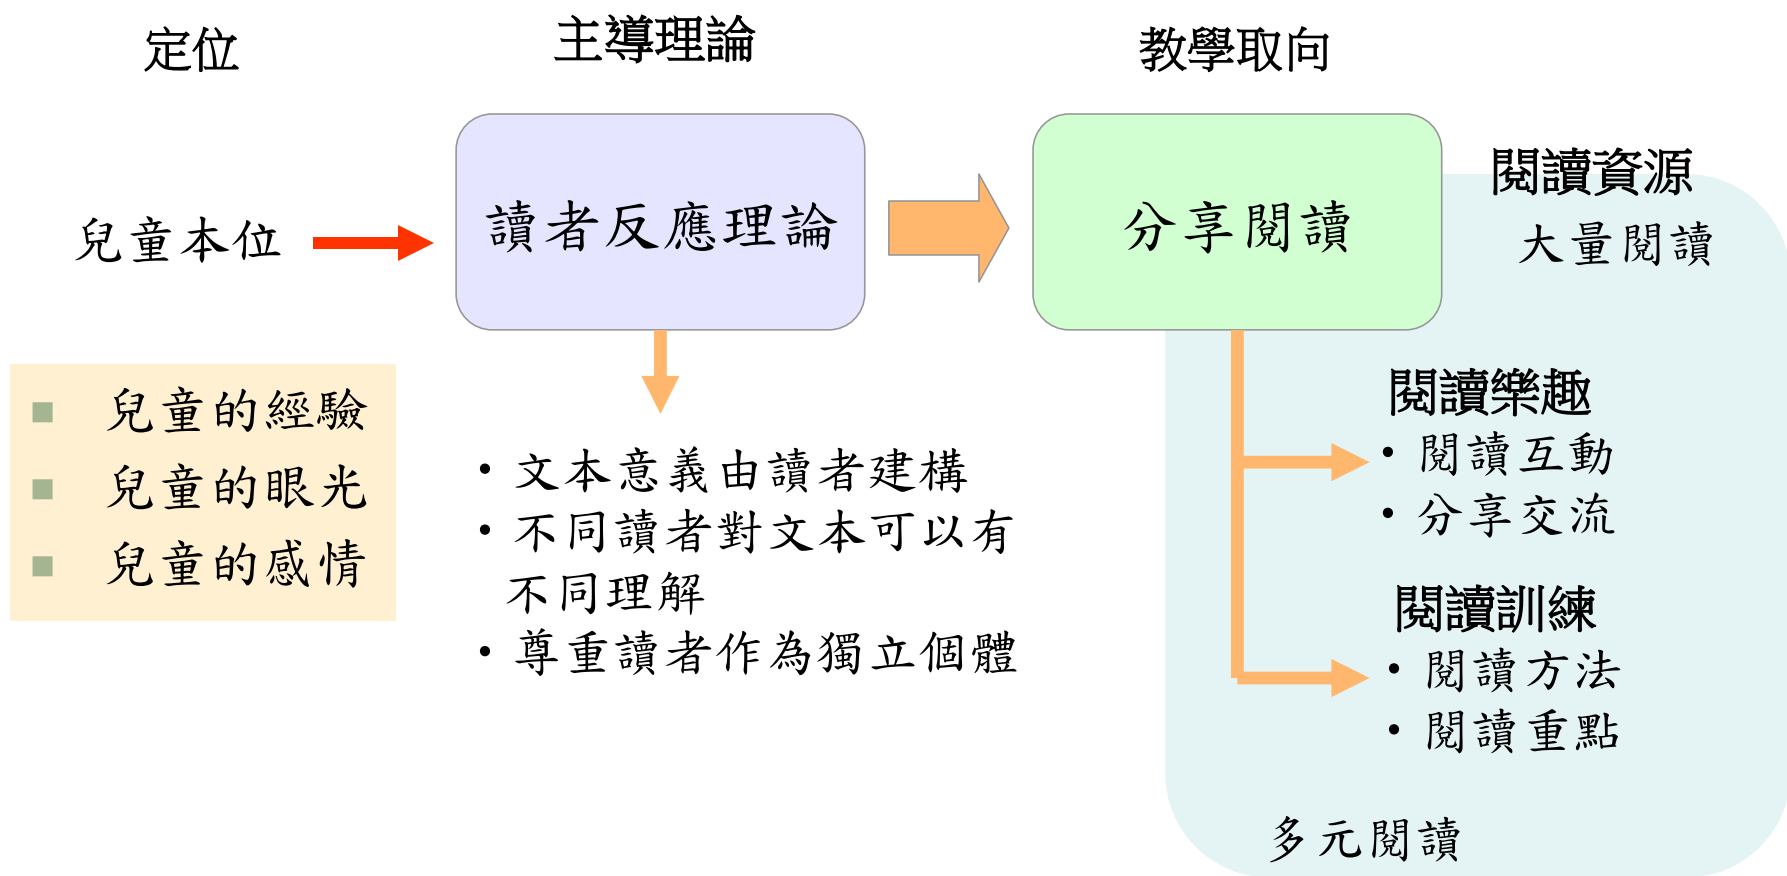 定位
主導理論
教學取向
兒童本位
讀者反應理論
分享閱讀
閱讀資源
大量閱讀
兒童的經驗
兒童的眼光
兒童的感情
• 文本意義由讀者建構
• 不同讀者對文本可以有
不同理解
• 尊重讀者作為獨立個體
閱讀樂趣
• 閱讀互動
• 分享交流
閱讀訓練
• 閱讀方法
• 閱讀重點
多元閱讀